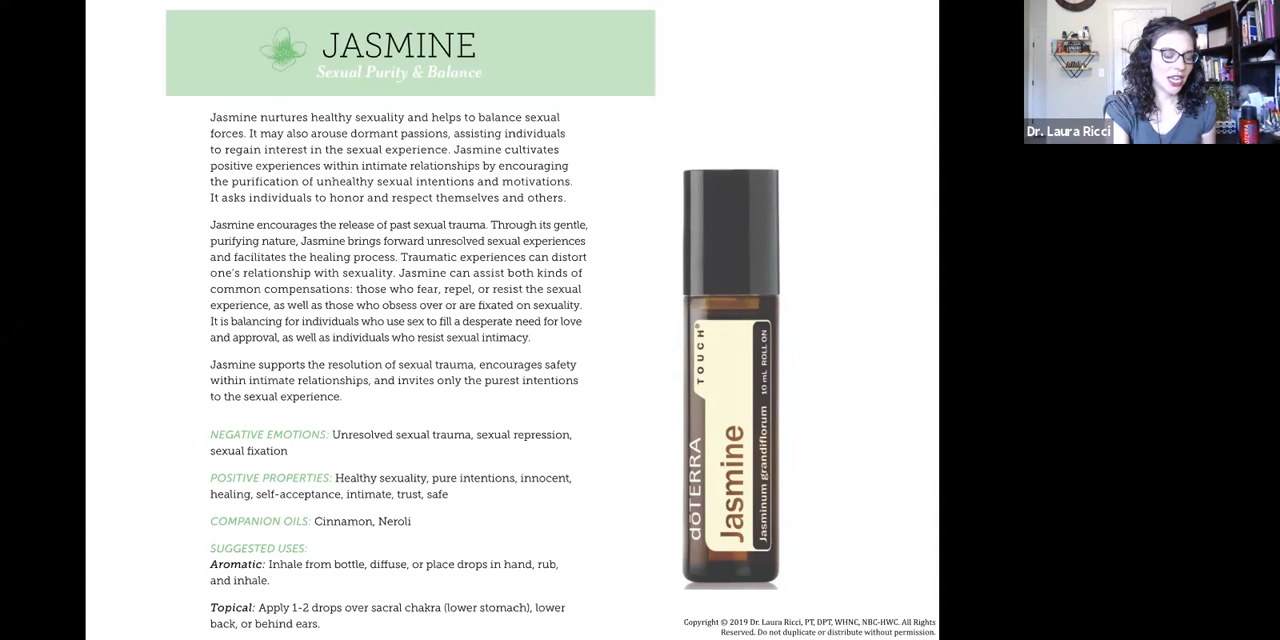 JASMINE
Sexual Purity & Balance
Jasmine nurtures healthy sexuality and helps to balance sexual
forces. It may also arouse dormant passions, assisting individuals
to regain interest in the sexual experience. Jasmine cultivates
positive experiences within intimate relationships by encouraging
the purification of unhealthy sexual intentions and motivations.
It asks individuals to honor and respect themselves and others.
Jasmine encourages the release of past sexual trauma. Through its gentle,
purifying nature, Jasmine brings forward unresolved sexual experiences
and facilitates the healing process. Traumatic experiences can distort
one's relationship with sexuality. Jasmine can assist both kinds of
common compensations: those who fear, repel, or resist the sexual
experience, as well as those who obsess over or are fixated on sexuality.
It is balancing for individuals who use sex to fill a desperate need for love
and approval, as well as individuals who resist sexual intimacy.
Jasmine supports the resolution of sexual trauma, encourages safety
within intimate relationships, and invites only the purest intentions
to the sexual experience.
NEGATIVE EMOTIONS: Unresolved sexual trauma, sexual repression,
sexual fixation
POSITIVE PROPERTIES: Healthy sexuality, pure intentions, innocent,
healing, self-acceptance, intimate, trust, safe
COMPANION OILS: Cinnamon, Neroli
SUGGESTED USES:
Aromatic: Inhale from bottle, diffuse, or place drops in hand, rub,
and inhale.
Topical: Apply 1-2 drops over sacral chakra (lower stomach), lower
back, or behind ears.
dōTERRA TOUCH®
Jasmine
Jasminum grandiflorum 10 mL ROLL ON
Copyright © 2019 Dr. Laura Ricci, PT, DPT, WHNC, NBC-HWC. All Rights
Reserved. Do not duplicate or distribute without permission.
Dr. Laura Ricci